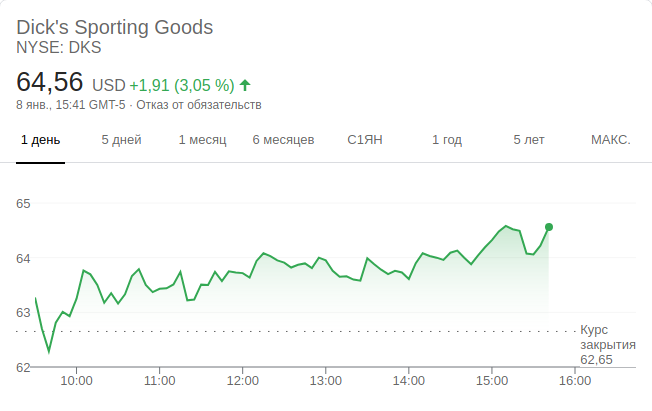 Dick's Sporting Goods
NYSE: DKS
64,56 USD +1,91 (3,05 %)
8 янв., 15:41 GMT-5 · Отказ от обязательств
1 день 5 дней 1 месяц 6 месяцев С1ЯН 1 год 5 лет МАКС.
65
64
63
Курс
закрытия
62,65
62
10:00 11:00 12:00 13:00 14:00 15:00 16:00